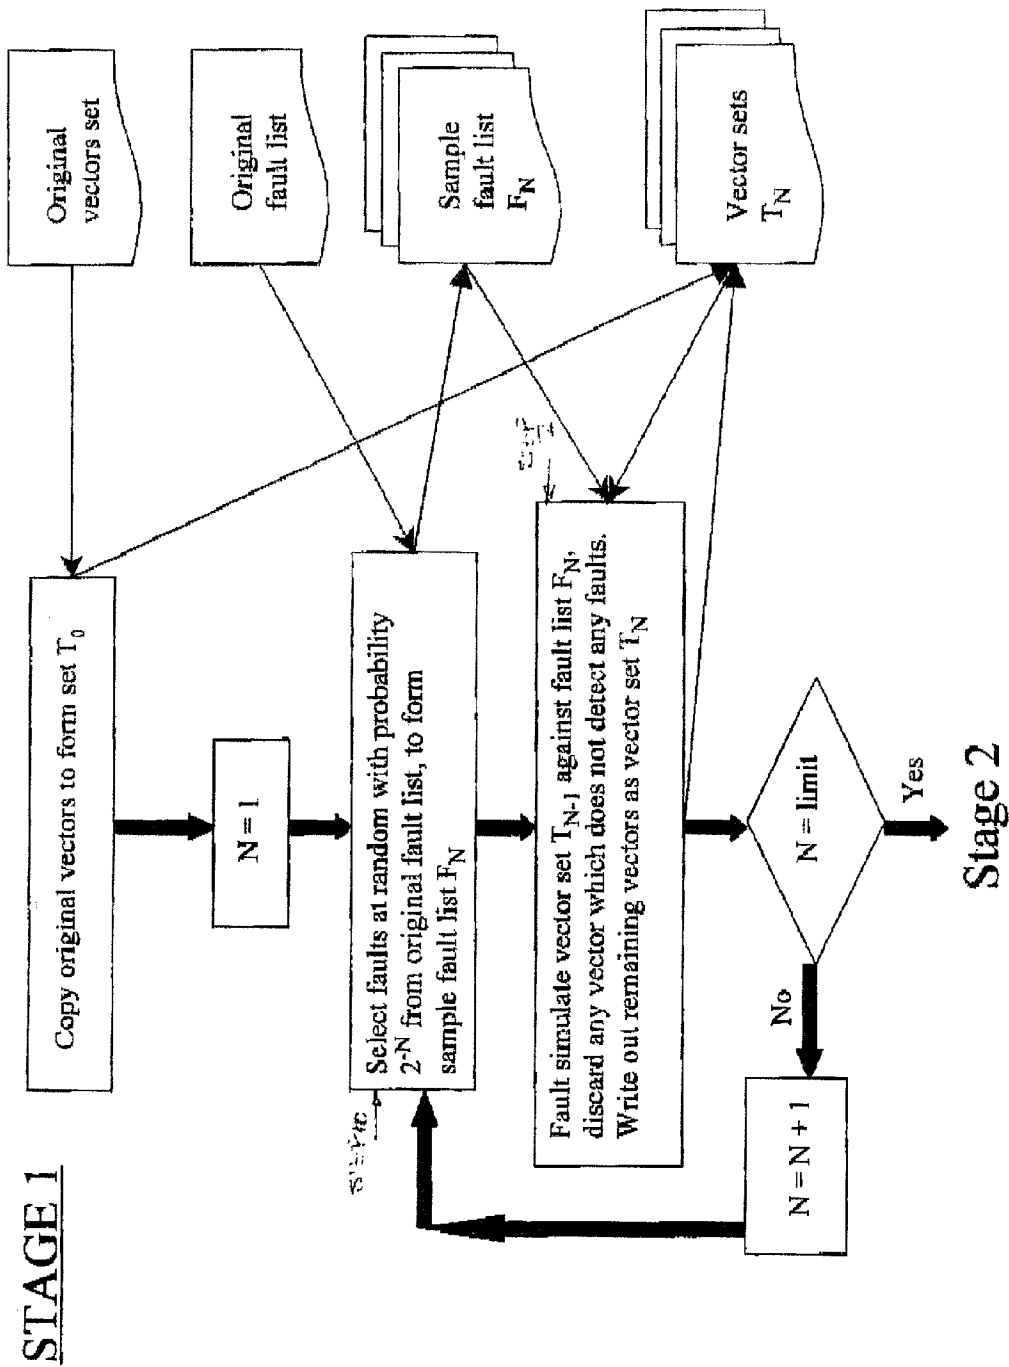 STAGE 1
Copy original vectors to form set T₀
N = 1
Select faults at random with probability
2⁻ᴺ from original fault list, to form
sample fault list F_N
Fault simulate vector set T_N-1 against fault list F_N,
discard any vector which does not detect any faults.
Write out remaining vectors as vector set T_N
N = limit
No
Yes
N = N + 1
Stage 2
Original
vectors set
Original
fault list
Sample
fault list
F_N
Vector sets
T_N